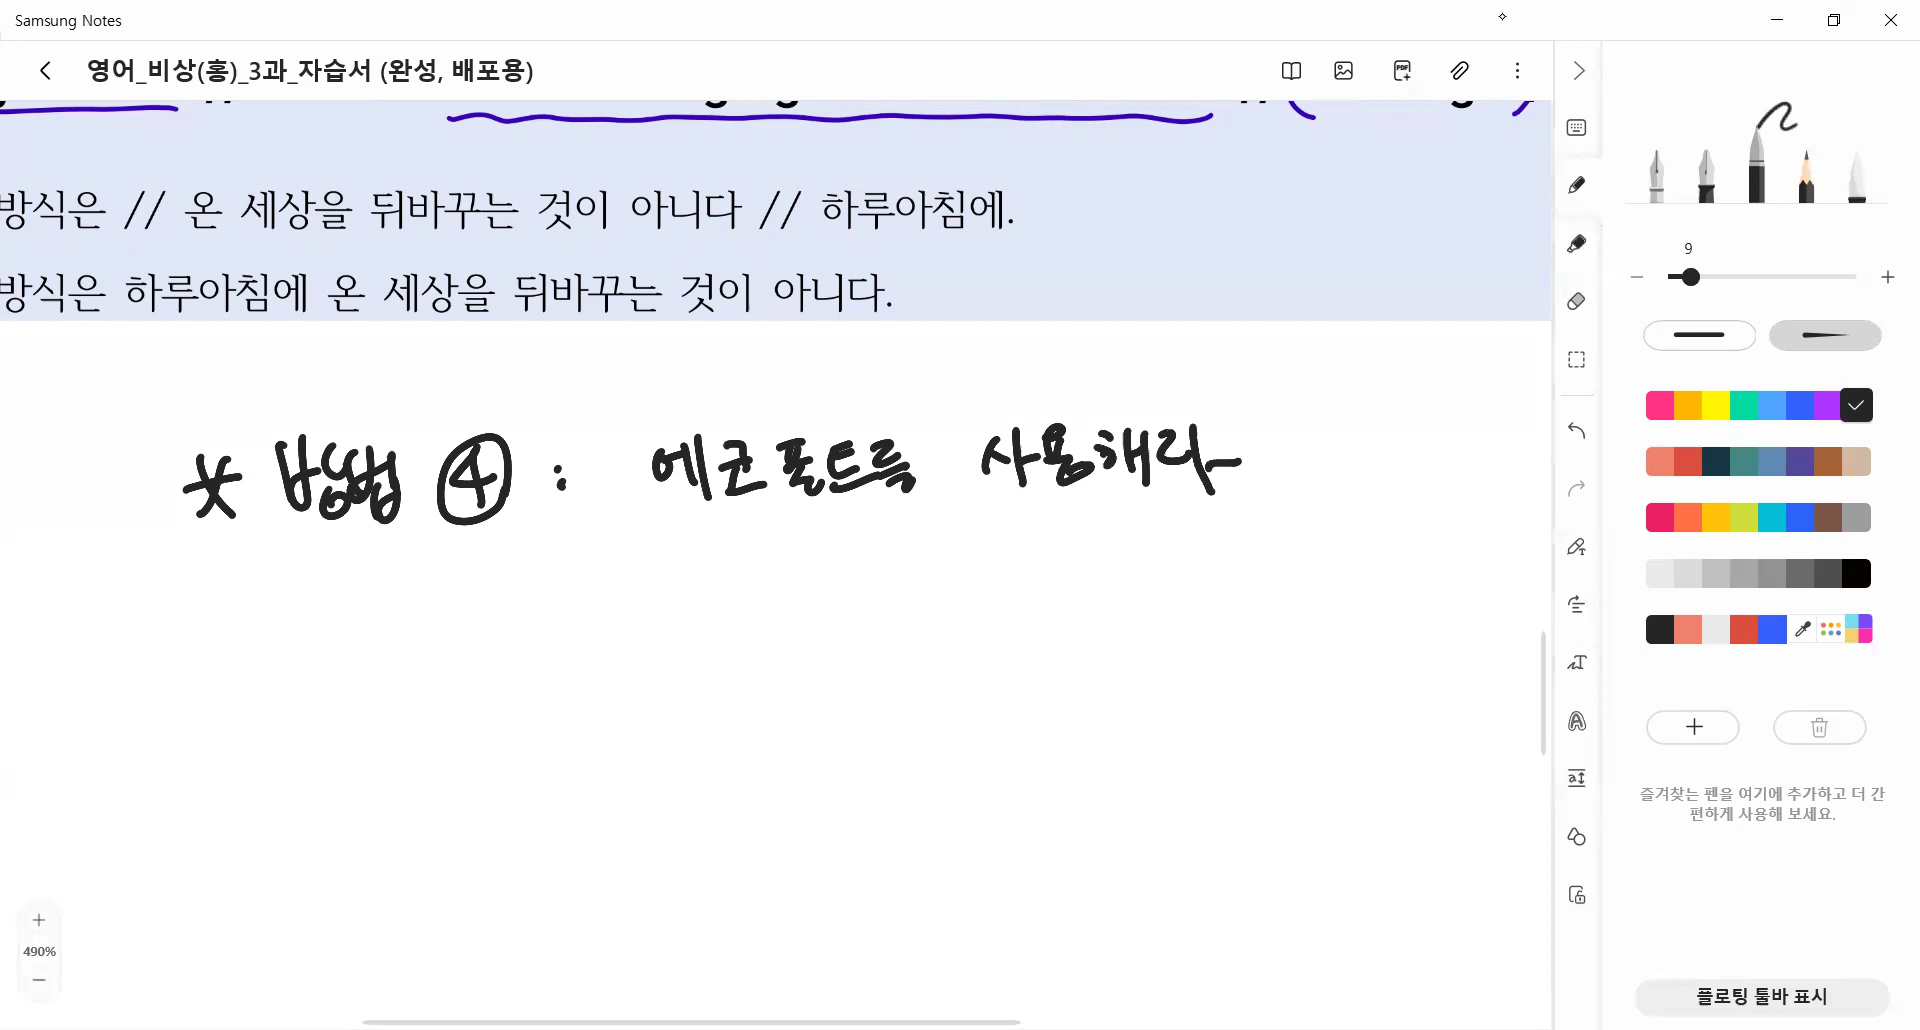 Samsung Notes
영어_비상(홍)_3과_자습서 (완성, 배포용)
PDF
방식은 // 온 세상을 뒤바꾸는 것이 아니다 // 하루아침에.
방식은 하루아침에 온 세상을 뒤바꾸는 것이 아니다.
* 방법 ④ : 에코폰트를 사용해라
9
즐겨찾는 펜을 여기에 추가하고 더 간
편하게 사용해 보세요.
490%
플로팅 툴바 표시